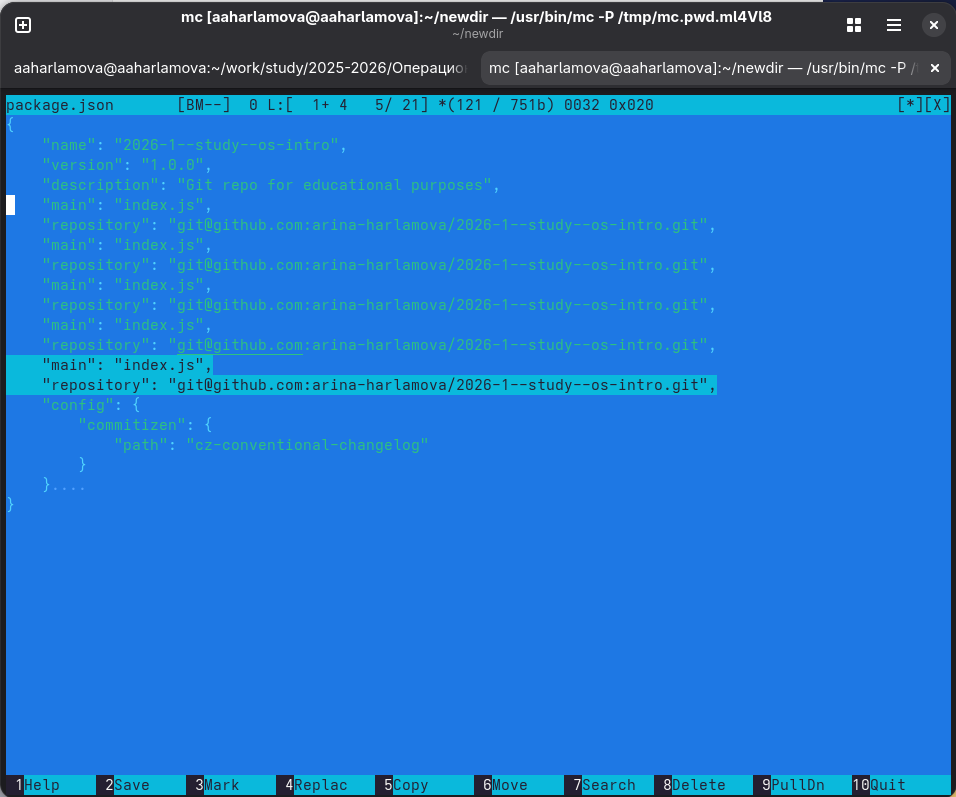 mc [aaharlamova@aaharlamova]:~/newdir — /usr/bin/mc -P /tmp/mc.pwd.ml4Vl8
~/newdir
aaharlamova@aaharlamova:~/work/study/2025-2026/Операцио
mc [aaharlamova@aaharlamova]:~/newdir — /usr/bin/mc -P /
package.json       [BM--]  0 L:[  1+ 4   5/ 21] *(121 / 751b) 0032 0x020                           [*][X]
{
    "name": "2026-1--study--os-intro",
    "version": "1.0.0",
    "description": "Git repo for educational purposes",
    "main": "index.js",
    "repository": "git@github.com:arina-harlamova/2026-1--study--os-intro.git",
    "main": "index.js",
    "repository": "git@github.com:arina-harlamova/2026-1--study--os-intro.git",
    "main": "index.js",
    "repository": "git@github.com:arina-harlamova/2026-1--study--os-intro.git",
    "main": "index.js",
    "repository": "git@github.com:arina-harlamova/2026-1--study--os-intro.git",
    "main": "index.js",
    "repository": "git@github.com:arina-harlamova/2026-1--study--os-intro.git",
    "config": {
        "commitizen": {
            "path": "cz-conventional-changelog"
        }
    }....
}
1Help 2Save 3Mark 4Replac 5Copy 6Move 7Search 8Delete 9PullDn 10Quit